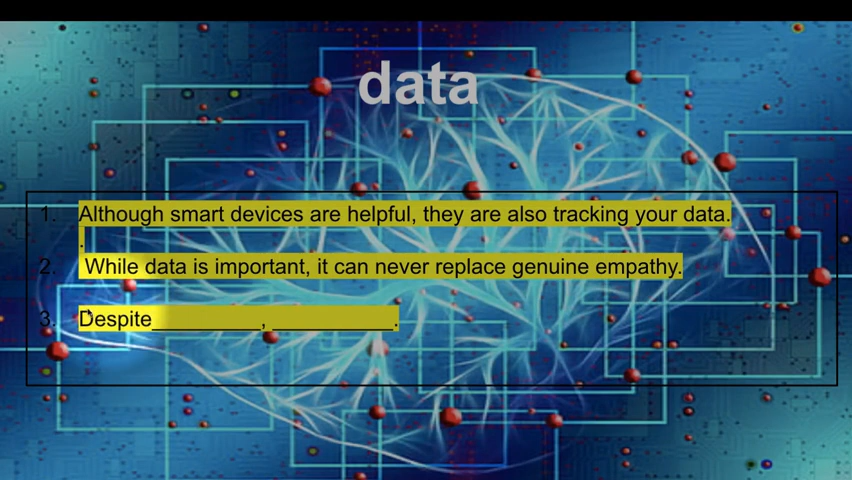 data
1. Although smart devices are helpful, they are also tracking your data.
.
2. While data is important, it can never replace genuine empathy.
3. Despite__________, ___________.